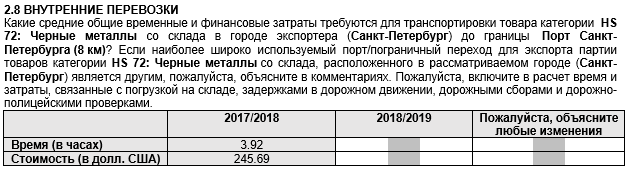 2.8 ВНУТРЕННИЕ ПЕРЕВОЗКИ
Какие средние общие временные и финансовые затраты требуются для транспортировки товара категории HS
72: Черные металлы со склада в городе экспортера (Санкт-Петербург) до границы Порт Санкт-
Петербурга (8 км)? Если наиболее широко используемый порт/пограничный переход для экспорта партии
товаров категории HS 72: Черные металлы со склада, расположенного в рассматриваемом городе (Санкт-
Петербург) является другим, пожалуйста, объясните в комментариях. Пожалуйста, включите в расчет время и
затраты, связанные с погрузкой на складе, задержками в дорожном движении, дорожными сборами и дорожно-
полицейскими проверками.
2017/2018 2018/2019 Пожалуйста, объясните
любые изменения
Время (в часах) 3.92
Стоимость (в долл. США) 245.69